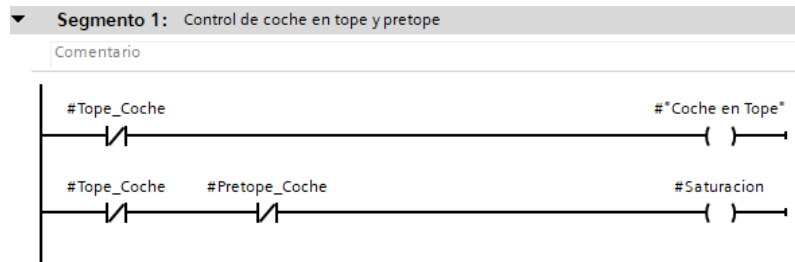 Segmento 1: Control de coche en tope y pretope
Comentario
#Tope_Coche #"Coche en Tope"
#Tope_Coche #Pretope_Coche #Saturacion